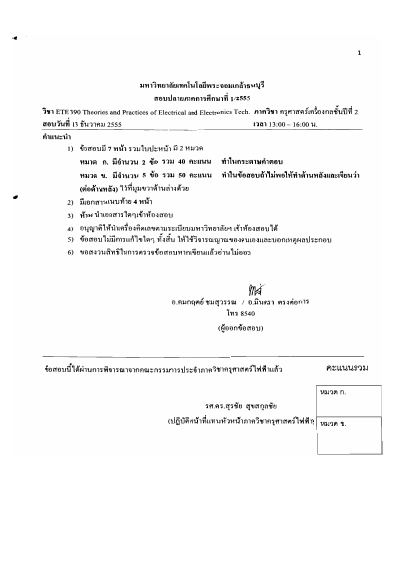 1
มหาวิทยาลัยเทคโนโลยีพระจอมเกล้าธนบุรี
สอบปลายภาคการศึกษาที่ 1/2555
วิชา ETE 390 Theories and Practices of Electrical and Electronics Tech. ภาควิชา ครุศาสตร์เครื่องกลชั้นปีที่ 2
สอบวันที่ 13 ธันวาคม 2555 เวลา 13:00 – 16:00 น.
คำแนะนำ
1) ข้อสอบมี 7 หน้า รวมใบปะหน้า มี 2 หมวด
หมวด ก. มีจำนวน 2 ข้อ รวม 40 คะแนน ทำในกระดาษคำตอบ
หมวด ข. มีจำนวน 5 ข้อ รวม 50 คะแนน ทำในข้อสอบถ้าไม่พอให้ทำด้านหลังและเขียนว่า
(ต่อด้านหลัง) ไว้ที่มุมขวาด้านล่างด้วย
2) มีเอกสารแนบท้าย 4 หน้า
3) ห้ามนำเอกสารใดๆเข้าห้องสอบ
4) อนุญาติให้นำเครื่องคิดเลขตามระเบียบมหาวิทยาลัยฯ เข้าห้องสอบได้
5) ข้อสอบไม่มีการแก้ไขใดๆ ทั้งสิ้น ให้ใช้วิจารณญาณของตนเองและบอกเหตุผลประกอบ
6) ขอสงวนสิทธิในการตรวจข้อสอบหากเขียนแล้วอ่านไม่ออก
อ.คมกฤตย์ ชมสุวรรณ / อ.มินตรา ตรงต่อการ
โทร 8540
(ผู้ออกข้อสอบ)
ข้อสอบนี้ได้ผ่านการพิจารณาจากคณะกรรมการประจำภาควิชาครุศาสตร์ไฟฟ้าแล้ว
คะแนนรวม
หมวด ก.
รศ.ดร.สุรชัย สุขสกุลชัย
(ปฏิบัติหน้าที่แทนหัวหน้าภาควิชาครุศาสตร์ไฟฟ้า)
หมวด ข.